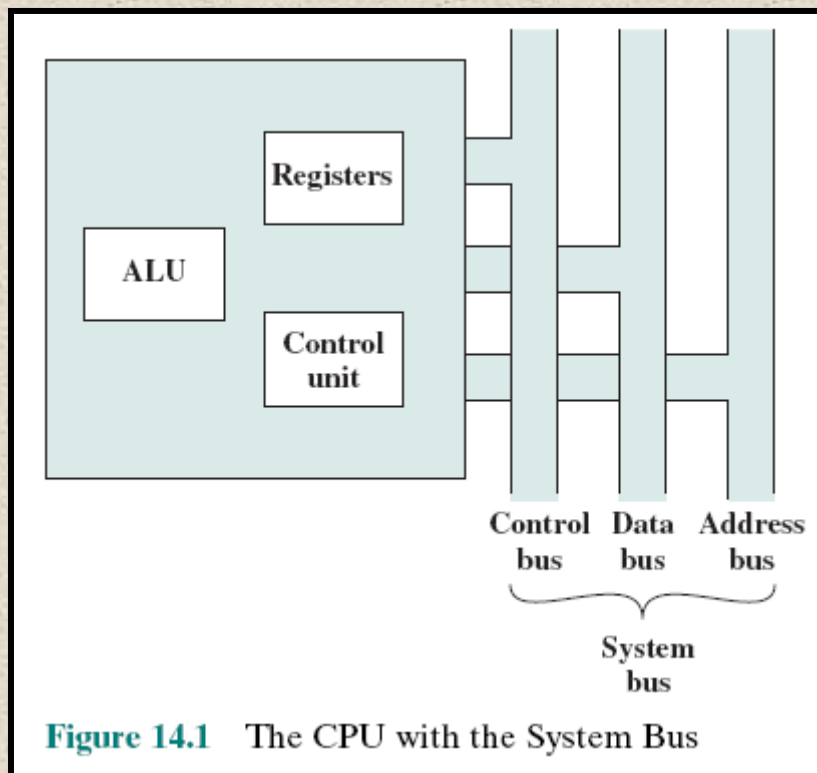 Registers
ALU
Control
unit
Control Data Address
bus bus bus
System
bus
Figure 14.1 The CPU with the System Bus